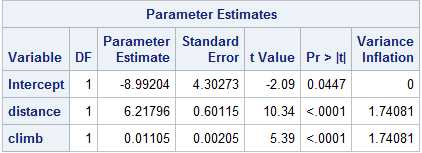 Parameter Estimates
Variable DF Parameter Estimate Standard Error t Value Pr > |t| Variance Inflation
Intercept 1 -8.99204 4.30273 -2.09 0.0447 0
distance 1 6.21796 0.60115 10.34 <.0001 1.74081
climb 1 0.01105 0.00205 5.39 <.0001 1.74081